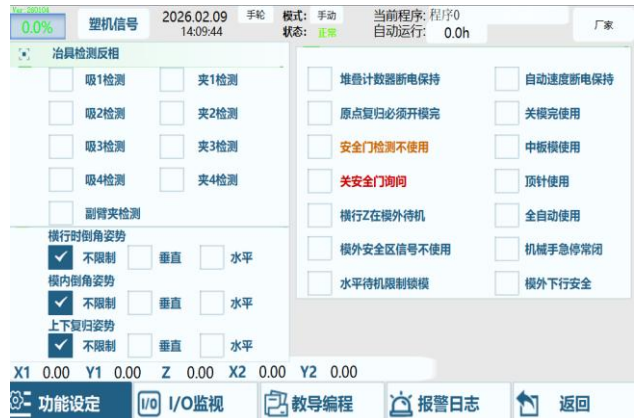 Ver: 280104
0.0%
塑机信号
2026.02.09
14:09:44
手轮
模式: 手动
状态: 正常
当前程序: 程序0
自动运行: 0.0h
厂家
冶具检测反相
吸1检测 夹1检测
吸2检测 夹2检测
吸3检测 夹3检测
吸4检测 夹4检测
副臂夹检测
横行时倒角姿势
不限制 垂直 水平
模内倒角姿势
不限制 垂直 水平
上下复归姿势
不限制 垂直 水平
堆叠计数器断电保持 自动速度断电保持
原点复归必须开模完 关模完使用
安全门检测不使用 中板模使用
关安全门询问 顶针使用
横行Z在模外待机 全自动使用
模外安全区信号不使用 机械手急停常闭
水平待机限制锁模 模外下行安全
X1 0.00 Y1 0.00 Z 0.00 X2 0.00 Y2 0.00
功能设定 I/O I/O监视 教导编程 报警日志 返回